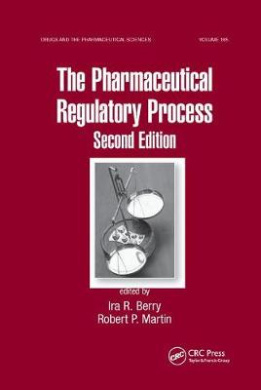 DRUGS AND THE PHARMACEUTICAL SCIENCES VOLUME 185
The Pharmaceutical
Regulatory Process
Second Edition
edited by
Ira R. Berry
Robert P. Martin
CRC Press
Taylor & Francis Group